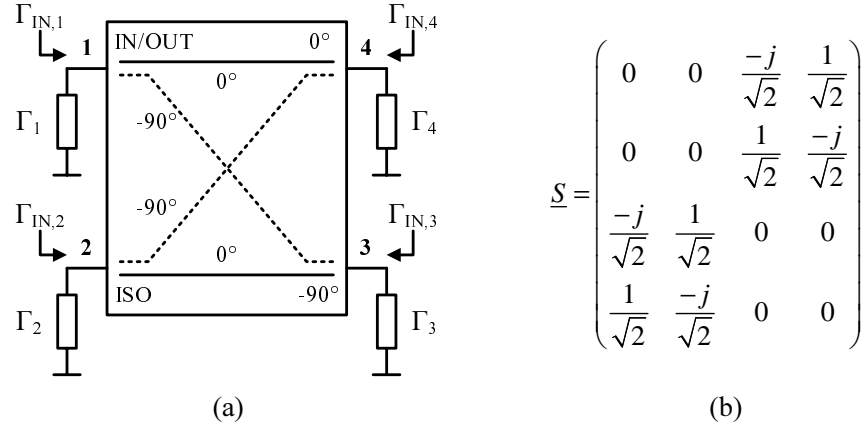 Γ_IN,1
Γ_IN,4
1 IN/OUT 0° 4
0°
Γ_1 -90° Γ_4
Γ_IN,2 -90° Γ_IN,3
2 0° 3
ISO -90°
Γ_2 Γ_3
(a)
S = ( 0 0 -j/√2 1/√2
0 0 1/√2 -j/√2
-j/√2 1/√2 0 0
1/√2 -j/√2 0 0 )
(b)